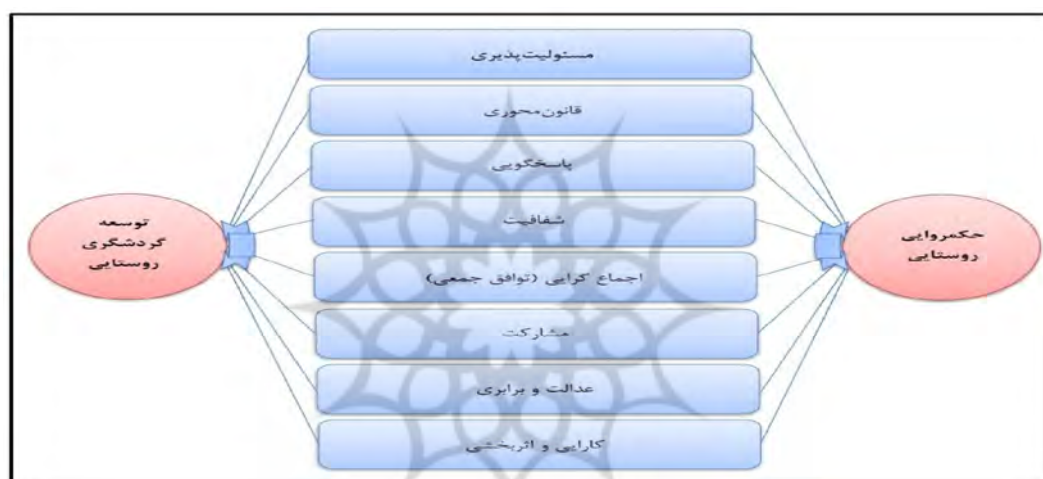 مسئولیت‌پذیری
قانون‌محوری
پاسخگویی
شفافیت
اجماع گرایی (توافق جمعی)
مشارکت
عدالت و برابری
کارایی و اثربخشی
حکمروایی
روستایی
توسعه
گردشگری
روستایی